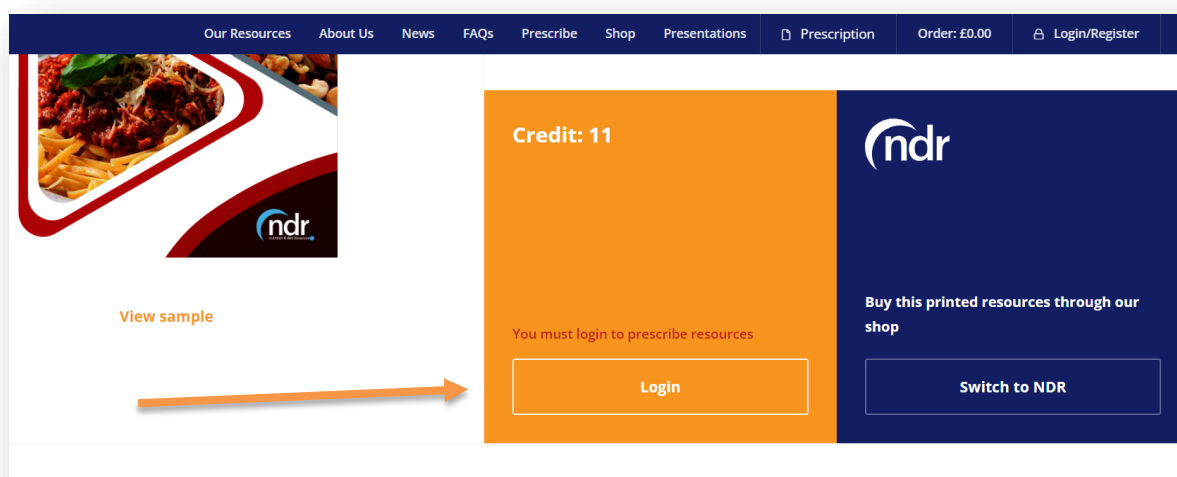 Our Resources About Us News FAQs Prescribe Shop Presentations Prescription Order: £0.00 Login/Register
ndr
View sample
Credit: 11
You must login to prescribe resources
Login
ndr
Buy this printed resources through our
shop
Switch to NDR